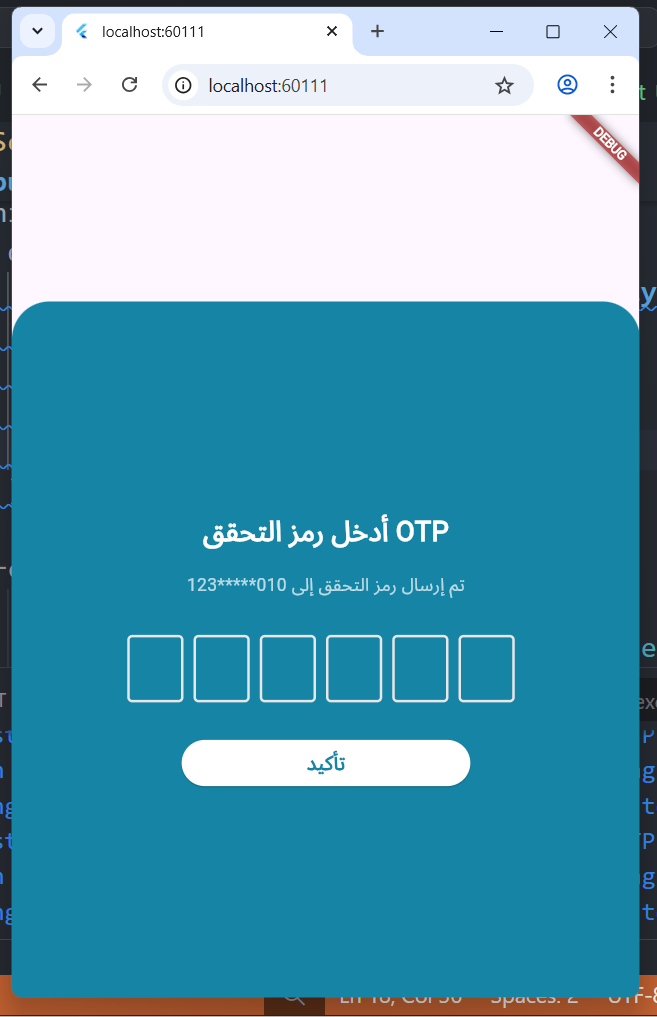 localhost:60111
localhost:60111
DEBUG
أدخل رمز التحقق OTP
تم إرسال رمز التحقق إلى 010*****123
تأكيد
Ln 18, Col 56 Spaces: 2 UTF-8